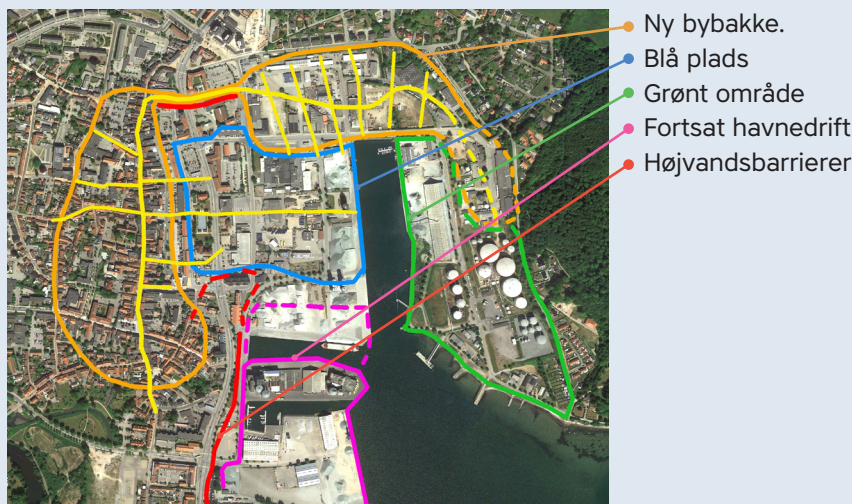 Ny bybakke.
Blå plads
Grønt område
Fortsat havnedrift
Højvandsbarrierer